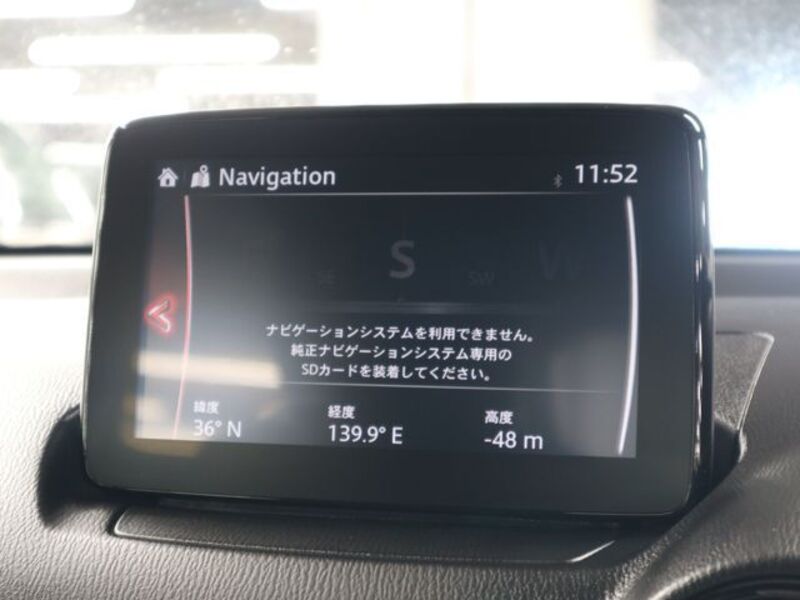 Navigation
11:52
E SE S SW W
ナビゲーションシステムを利用できません。
純正ナビゲーションシステム専用の
SDカードを装着してください。
緯度 経度 高度
36° N 139.9° E -48 m